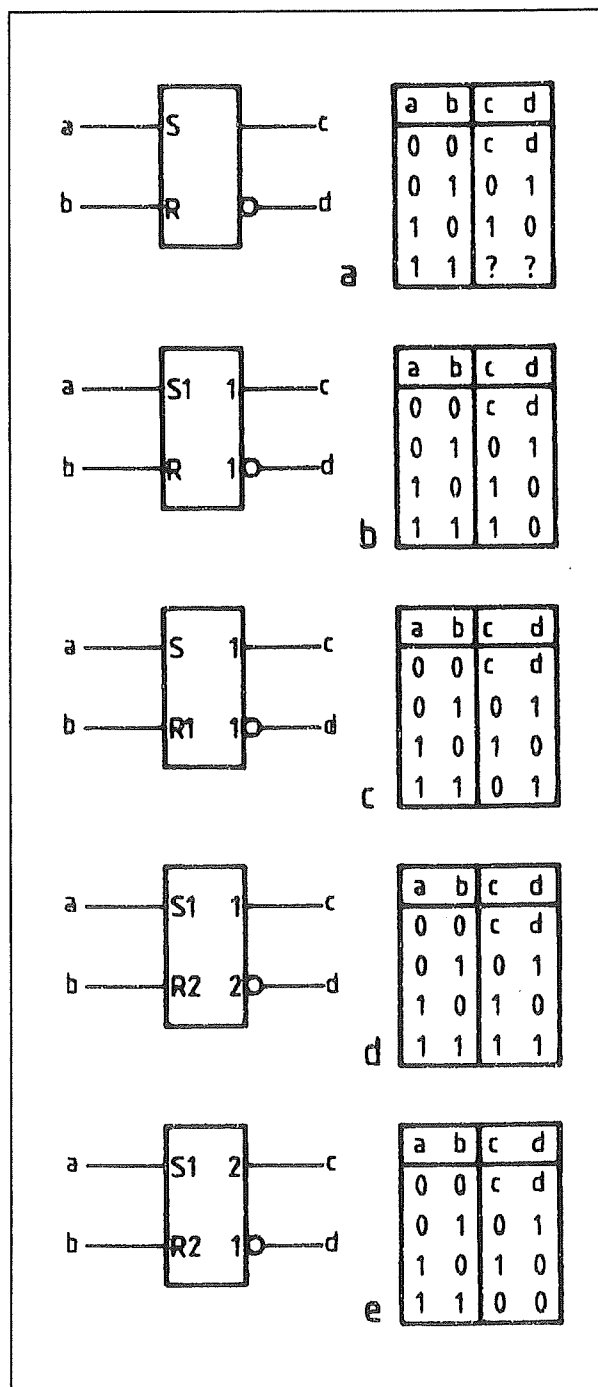 a S c
b R d
a b c d
0 0 c d
0 1 0 1
1 0 1 0
1 1 ? ?
a
a S1 1 c
b R 1 d
a b c d
0 0 c d
0 1 0 1
1 0 1 0
1 1 1 0
b
a S 1 c
b R1 1 d
a b c d
0 0 c d
0 1 0 1
1 0 1 0
1 1 0 1
c
a S1 1 c
b R2 2 d
a b c d
0 0 c d
0 1 0 1
1 0 1 0
1 1 1 1
d
a S1 2 c
b R2 1 d
a b c d
0 0 c d
0 1 0 1
1 0 1 0
1 1 0 0
e